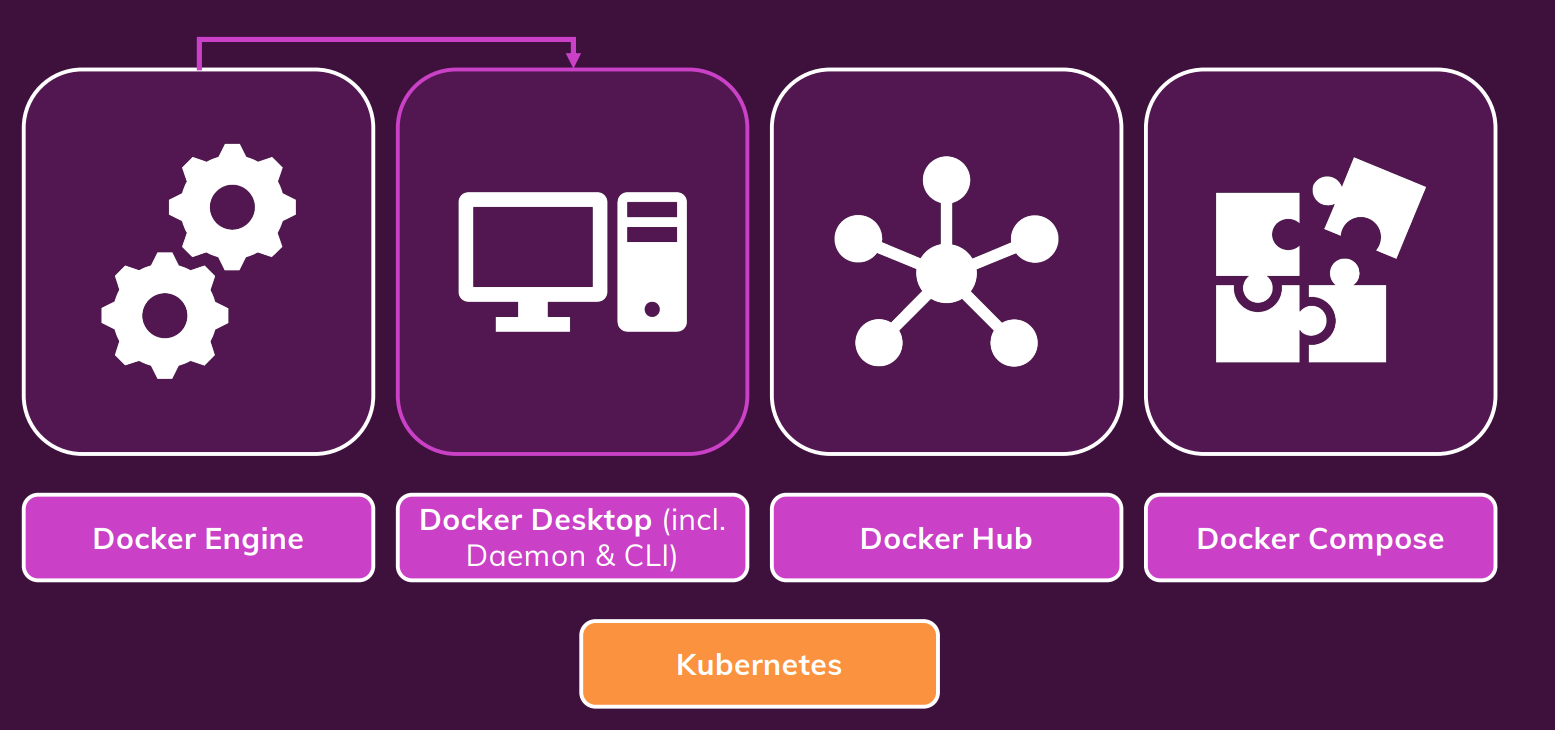 Docker Engine
Docker Desktop (incl.
Daemon & CLI)
Docker Hub
Docker Compose
Kubernetes